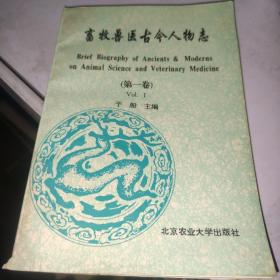 畜牧兽医古今人物志
Brief Biography of Ancients & Moderns
on Animal Science and Veterinary Medicine
(第一卷)
Vol. 1
于船 主编
北京农业大学出版社